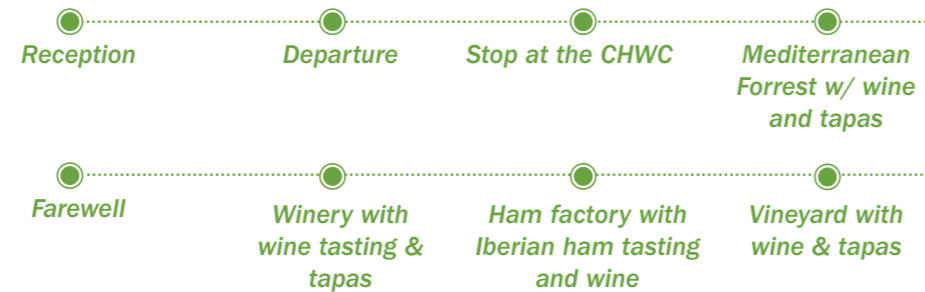 Reception
Departure
Stop at the CHWC
Mediterranean
Forrest w/ wine
and tapas
Farewell
Winery with
wine tasting &
tapas
Ham factory with
Iberian ham tasting
and wine
Vineyard with
wine & tapas